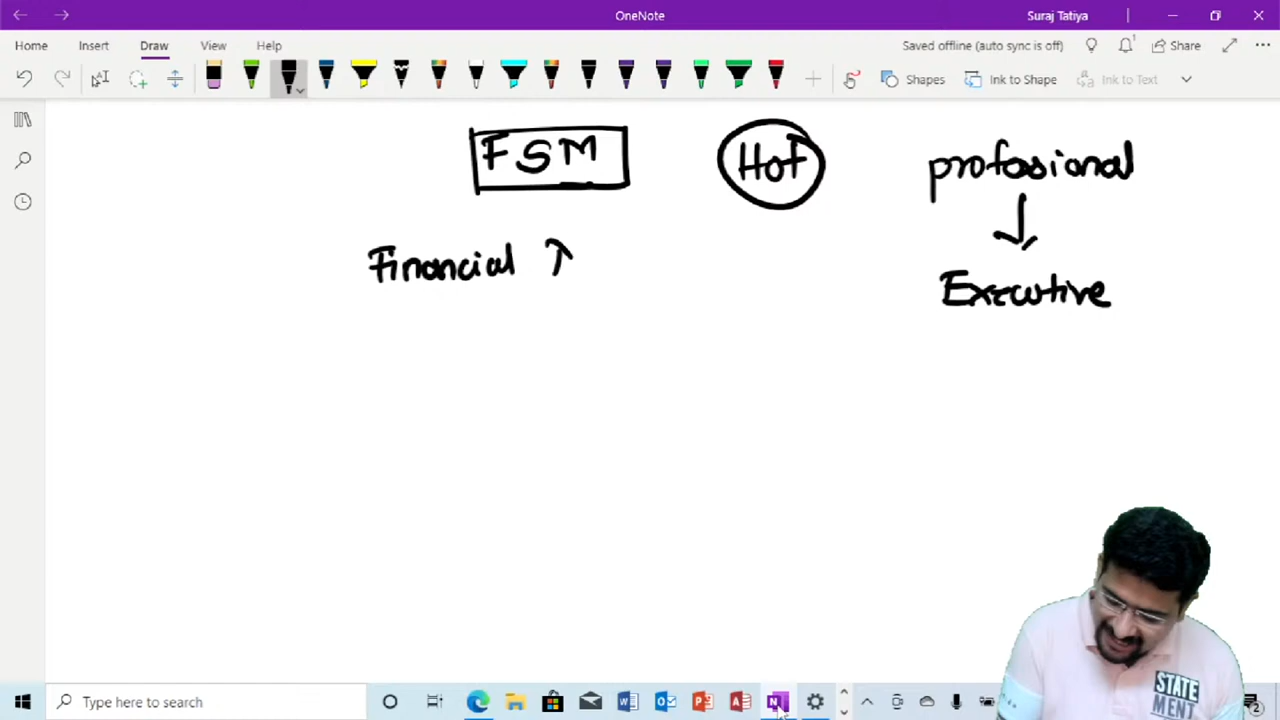 OneNote
Suraj Tatiya
Home Insert Draw View Help
Saved offline (auto sync is off)
Share
Shapes
Ink to Shape
Ink to Text
FSM
HOF
profassional
Financial ↑
↓
Executive
STATE
MENT
Type here to search